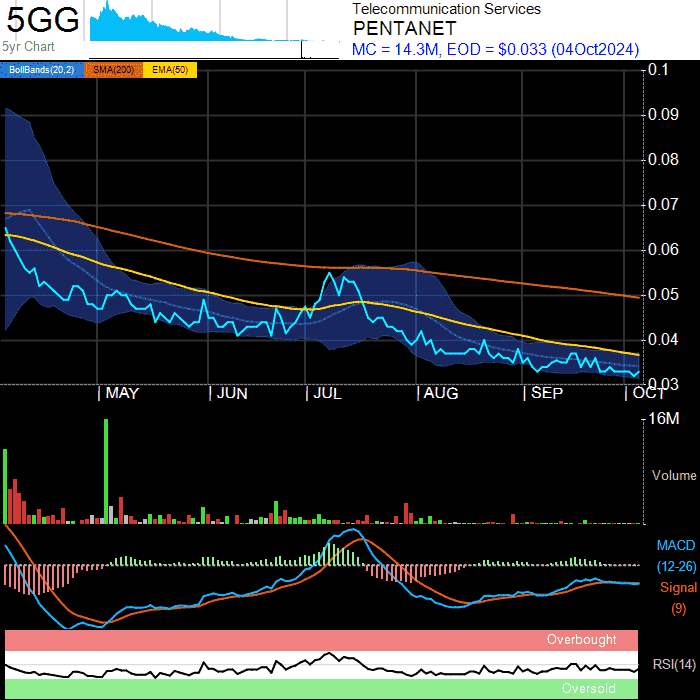 5GG
5yr Chart
Telecommunication Services
PENTANET
MC = 14.3M, EOD = $0.033 (04Oct2024)
BollBands(20,2) SMA(200) EMA(50)
0.1
0.09
0.08
0.07
0.06
0.05
0.04
0.03
| MAY | JUN | JUL | AUG | SEP | OCT
16M
Volume
MACD
(12-26)
Signal
(9)
Overbought
RSI(14)
Oversold